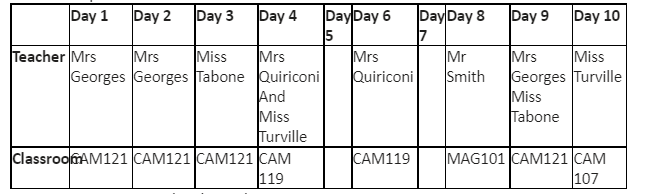 Day 1 Day 2 Day 3 Day 4 Day 5 Day 6 Day 7 Day 8 Day 9 Day 10
Teacher Mrs Georges Mrs Georges Miss Tabone Mrs Quiriconi And Miss Turville Mrs Quiriconi Mr Smith Mrs Georges Miss Tabone Miss Turville
Classroom CAM121 CAM121 CAM121 CAM 119 CAM119 MAG101 CAM121 CAM 107